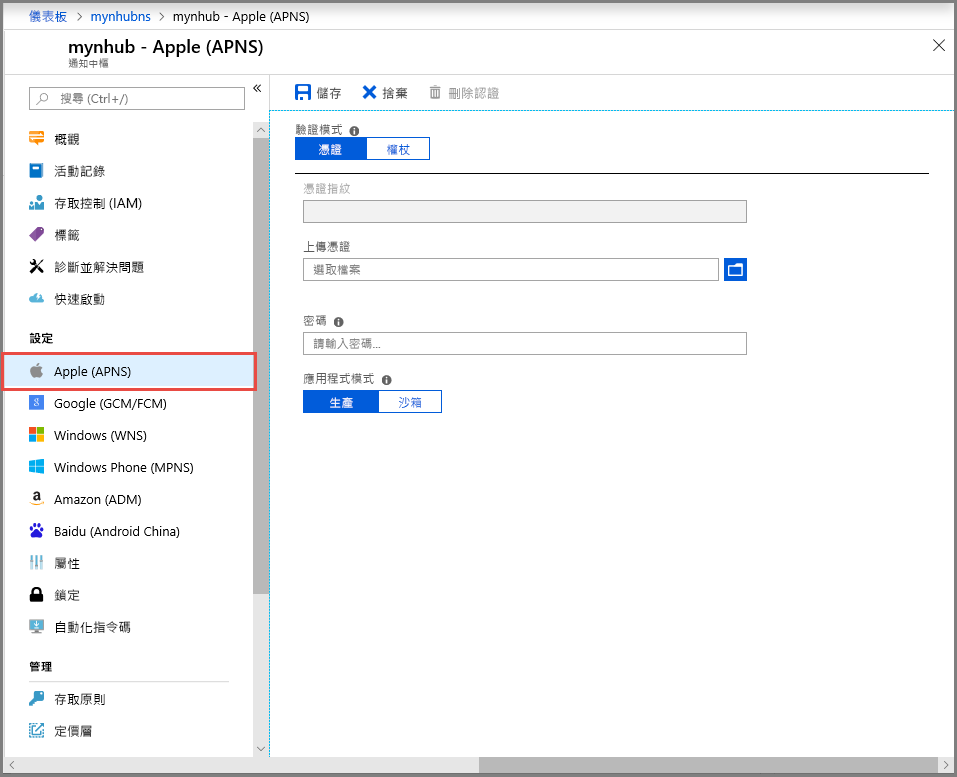 儀表板 > mynhubns > mynhub - Apple (APNS)
mynhub - Apple (APNS)
通知中樞
搜尋 (Ctrl+/)
«
概觀
活動記錄
存取控制 (IAM)
標籤
診斷並解決問題
快速啟動
設定
Apple (APNS)
Google (GCM/FCM)
Windows (WNS)
Windows Phone (MPNS)
Amazon (ADM)
Baidu (Android China)
屬性
鎖定
自動化指令碼
管理
存取原則
定價層
儲存 捨棄 刪除認證
驗證模式
憑證 權杖
憑證指紋
上傳憑證
選取檔案
密碼
請輸入密碼...
應用程式模式
生產 沙箱